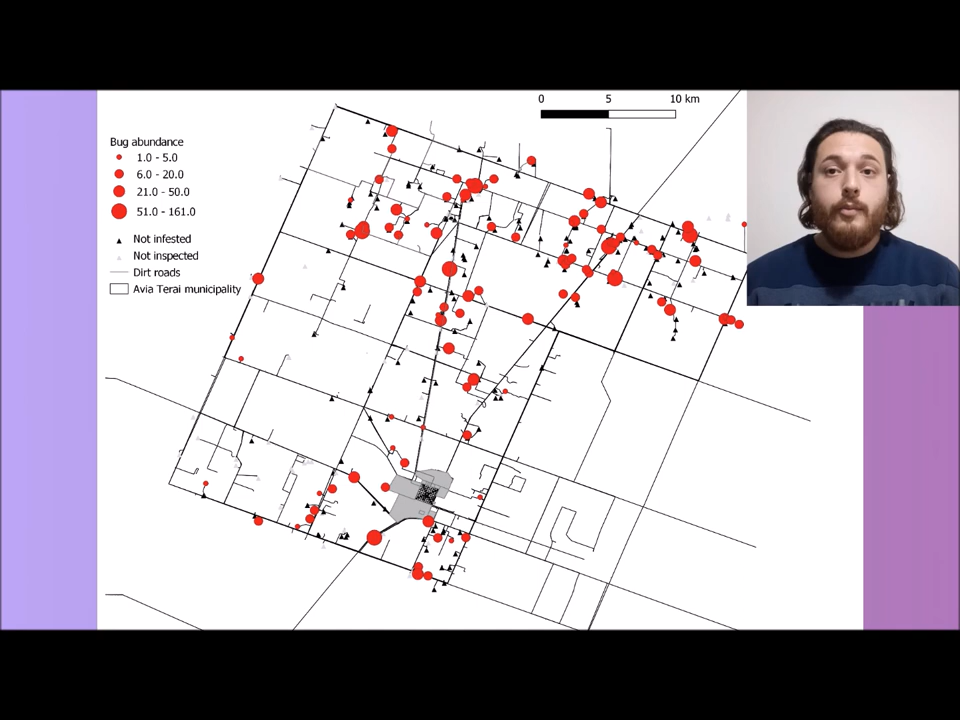 0 5 10 km
Bug abundance
1.0 - 5.0
6.0 - 20.0
21.0 - 50.0
51.0 - 161.0
Not infested
Not inspected
Dirt roads
Avia Terai municipality